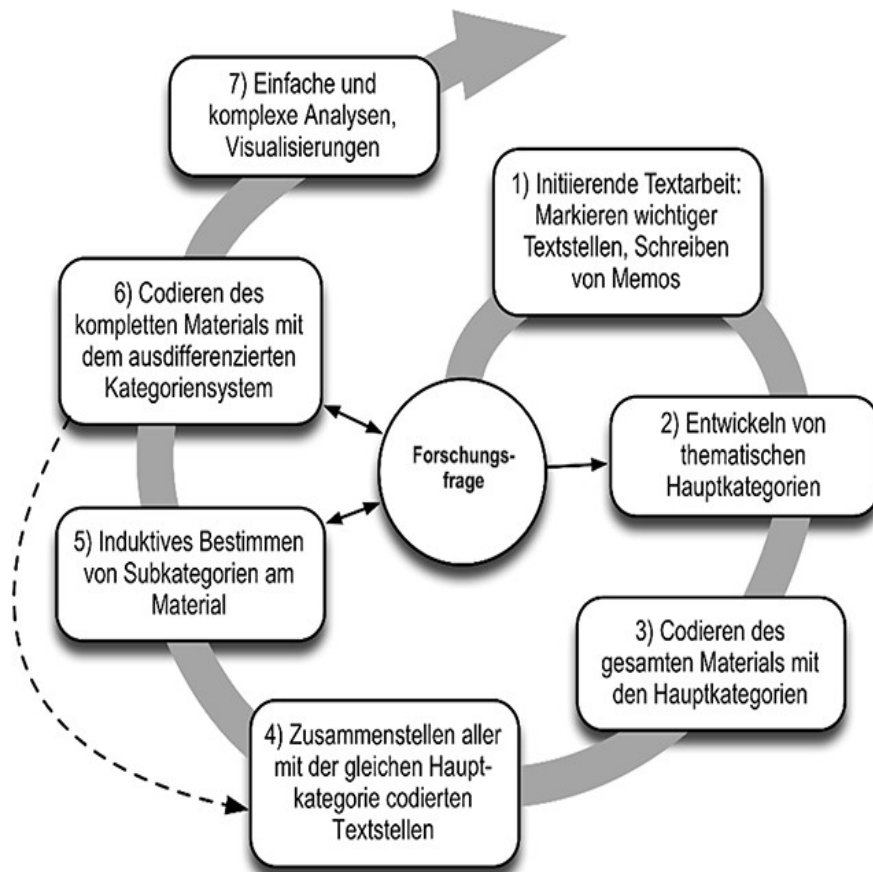 7) Einfache und
komplexe Analysen,
Visualisierungen
1) Initiierende Textarbeit:
Markieren wichtiger
Textstellen, Schreiben
von Memos
6) Codieren des
kompletten Materials mit
dem ausdifferenzierten
Kategoriensystem
Forschungs-
frage
2) Entwickeln von
thematischen
Hauptkategorien
5) Induktives Bestimmen
von Subkategorien am
Material
3) Codieren des
gesamten Materials mit
den Hauptkategorien
4) Zusammenstellen aller
mit der gleichen Haupt-
kategorie codierten
Textstellen